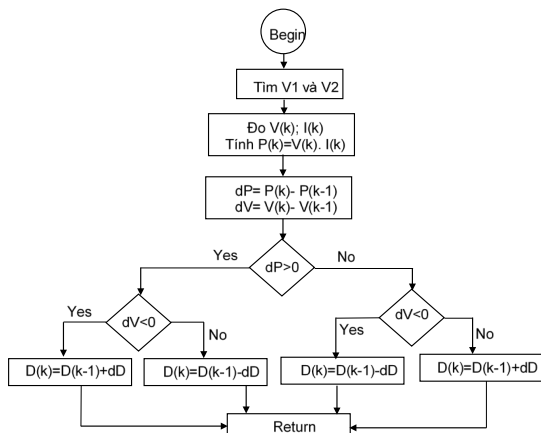 Begin
Tìm V1 và V2
Đo V(k); I(k)
Tính P(k)=V(k). I(k)
dP= P(k)- P(k-1)
dV= V(k)- V(k-1)
Yes
No
dP>0
Yes
dV<0
No
Yes
dV<0
No
D(k)=D(k-1)+dD
D(k)=D(k-1)-dD
D(k)=D(k-1)-dD
D(k)=D(k-1)+dD
Return